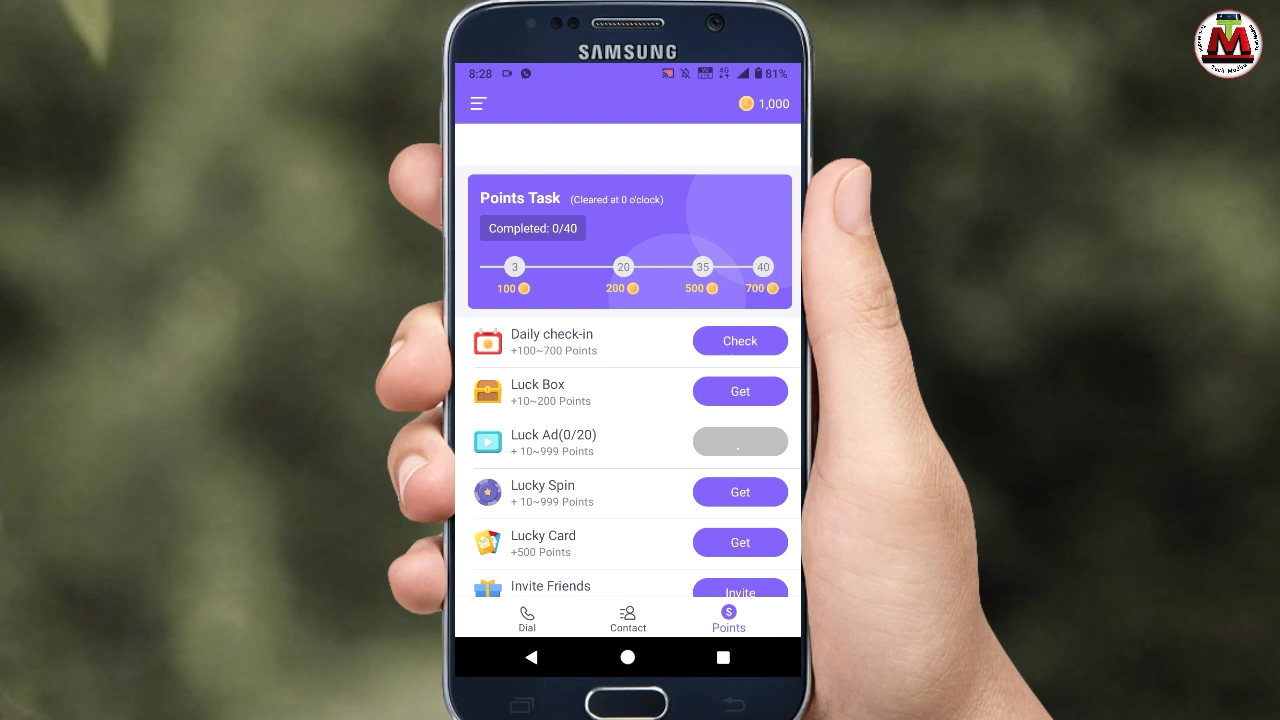 SAMSUNG
8:28
4G
81%
1,000
Points Task (Cleared at 0 o'clock)
Completed: 0/40
3 20 35 40
100 200 500 700
Daily check-in
+100~700 Points
Check
Luck Box
+10~200 Points
Get
Luck Ad(0/20)
+ 10~999 Points
Lucky Spin
+ 10~999 Points
Get
Lucky Card
+500 Points
Get
Invite Friends
Invite
Dial
Contact
$
Points